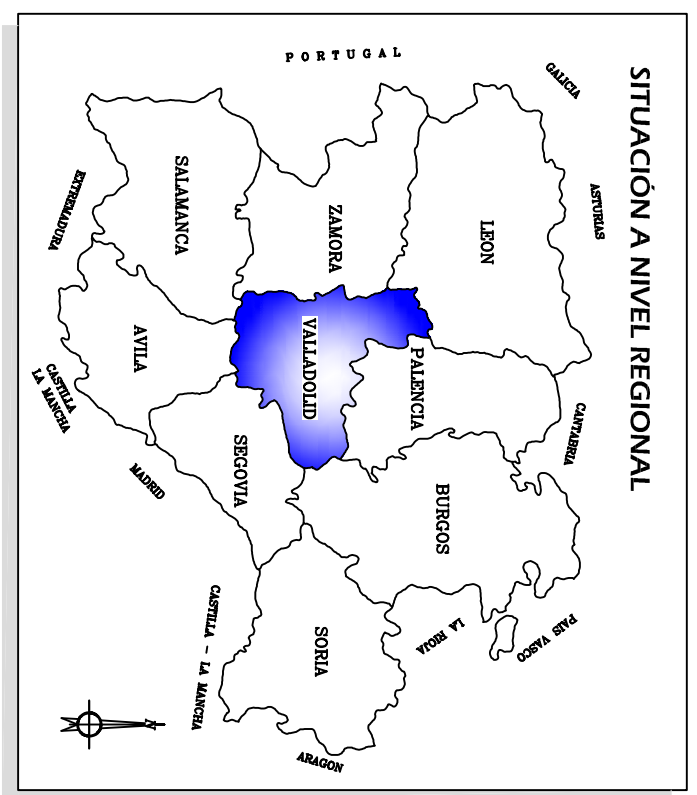 SITUACIÓN A NIVEL REGIONAL
GALICIA
ASTURIAS
CANTABRIA
PAIS VASCO
LEON
PALENCIA
BURGOS
LA RIOJA
PORTUGAL
ZAMORA
VALLADOLID
SORIA
ARAGON
SALAMANCA
SEGOVIA
CASTILLA - LA MANCHA
AVILA
MADRID
EXTREMADURA
CASTILLA
LA MANCHA
N